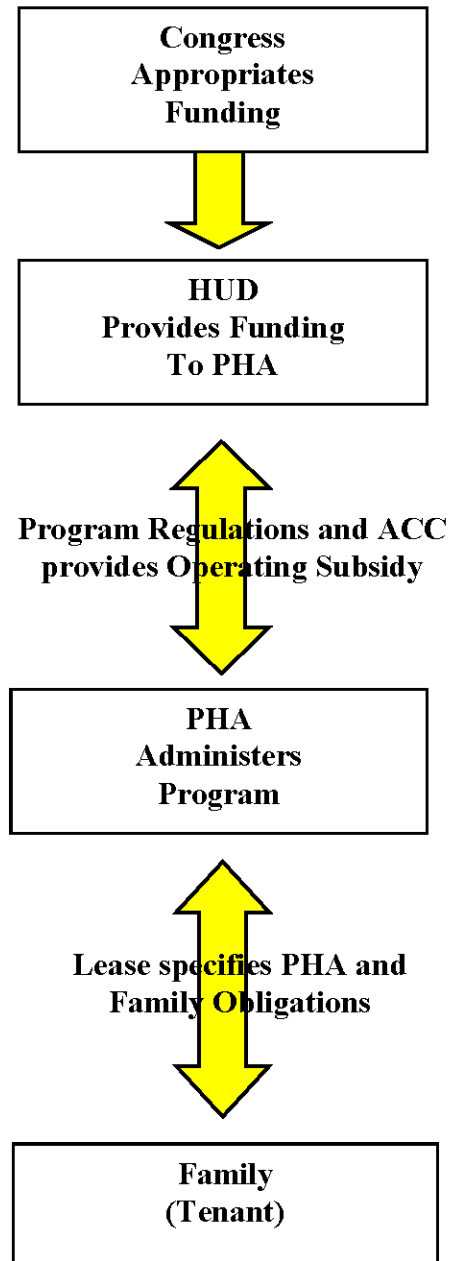 Congress
Appropriates
Funding
HUD
Provides Funding
To PHA
Program Regulations and ACC
provides Operating Subsidy
PHA
Administers
Program
Lease specifies PHA and
Family Obligations
Family
(Tenant)